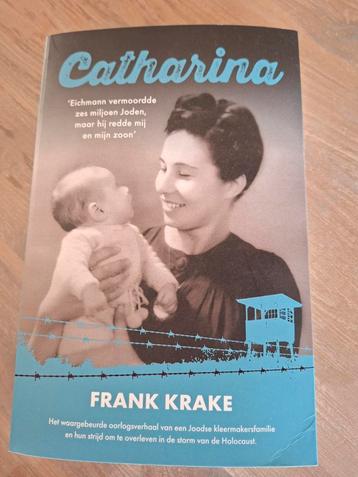 Catharina
'Eichmann vermoordde
zes miljoen Joden,
maar hij redde mij
en mijn zoon'
FRANK KRAKE
Het waargebeurde oorlogsverhaal van een Joodse kleermakersfamilie
en hun strijd om te overleven in de storm van de Holocaust.